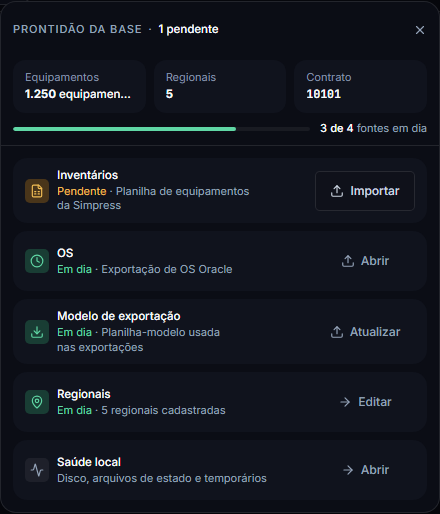 PRONTIDÃO DA BASE · 1 pendente
Equipamentos
1.250 equipamen...
Regionais
5
Contrato
10101
3 de 4 fontes em dia
Inventários
Pendente · Planilha de equipamentos
da Simpress
Importar
OS
Em dia · Exportação de OS Oracle
Abrir
Modelo de exportação
Em dia · Planilha-modelo usada
nas exportações
Atualizar
Regionais
Em dia · 5 regionais cadastradas
Editar
Saúde local
Disco, arquivos de estado e temporários
Abrir